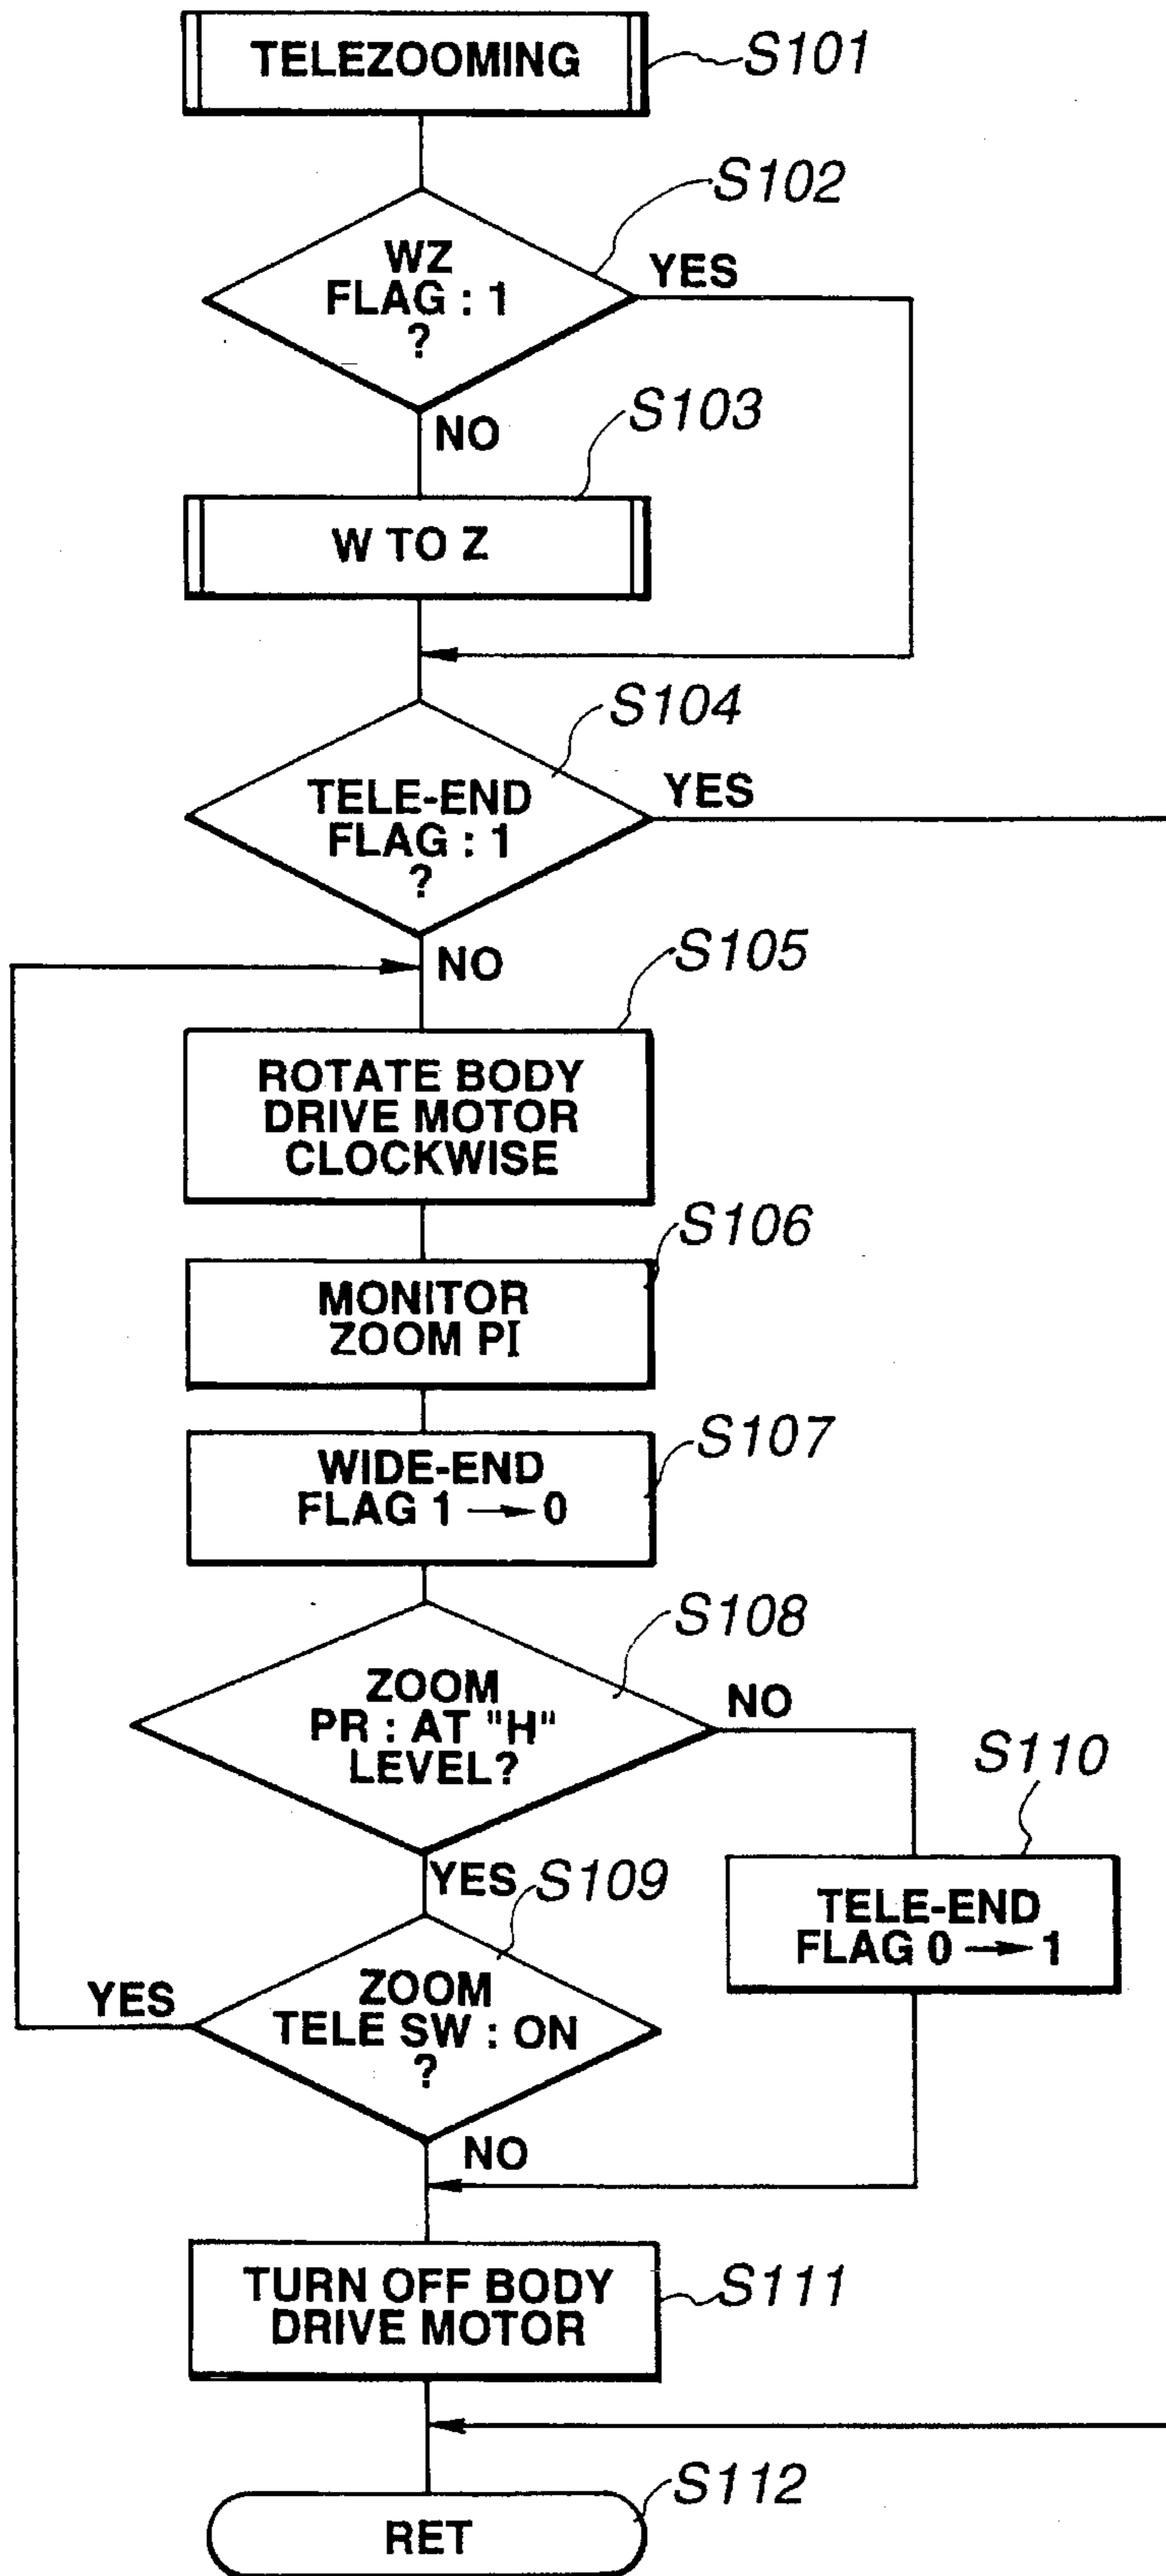 TELEZOOMING
S101
S102
WZ
FLAG : 1
?
YES
NO
S103
W TO Z
S104
TELE-END
FLAG : 1
?
YES
NO
S105
ROTATE BODY
DRIVE MOTOR
CLOCKWISE
S106
MONITOR
ZOOM PI
S107
WIDE-END
FLAG 1 → 0
S108
ZOOM
PR : AT "H"
LEVEL?
NO
YES
S110
TELE-END
FLAG 0 → 1
S109
ZOOM
TELE SW : ON
?
YES
NO
TURN OFF BODY
DRIVE MOTOR
S111
S112
RET